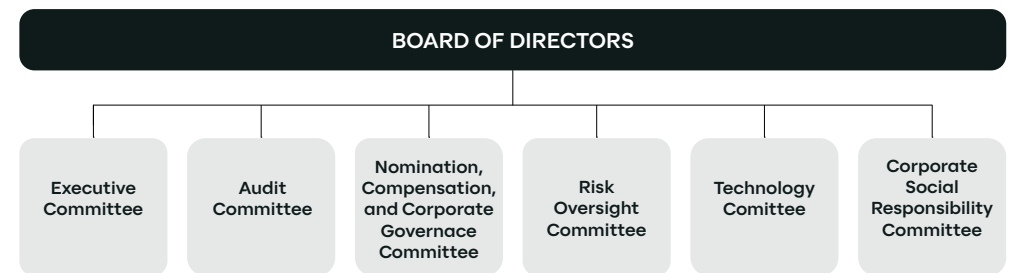 BOARD OF DIRECTORS
Executive
Committee
Audit
Committee
Nomination,
Compensation,
and Corporate
Governace
Committee
Risk
Oversight
Committee
Technology
Comittee
Corporate
Social
Responsibility
Committee